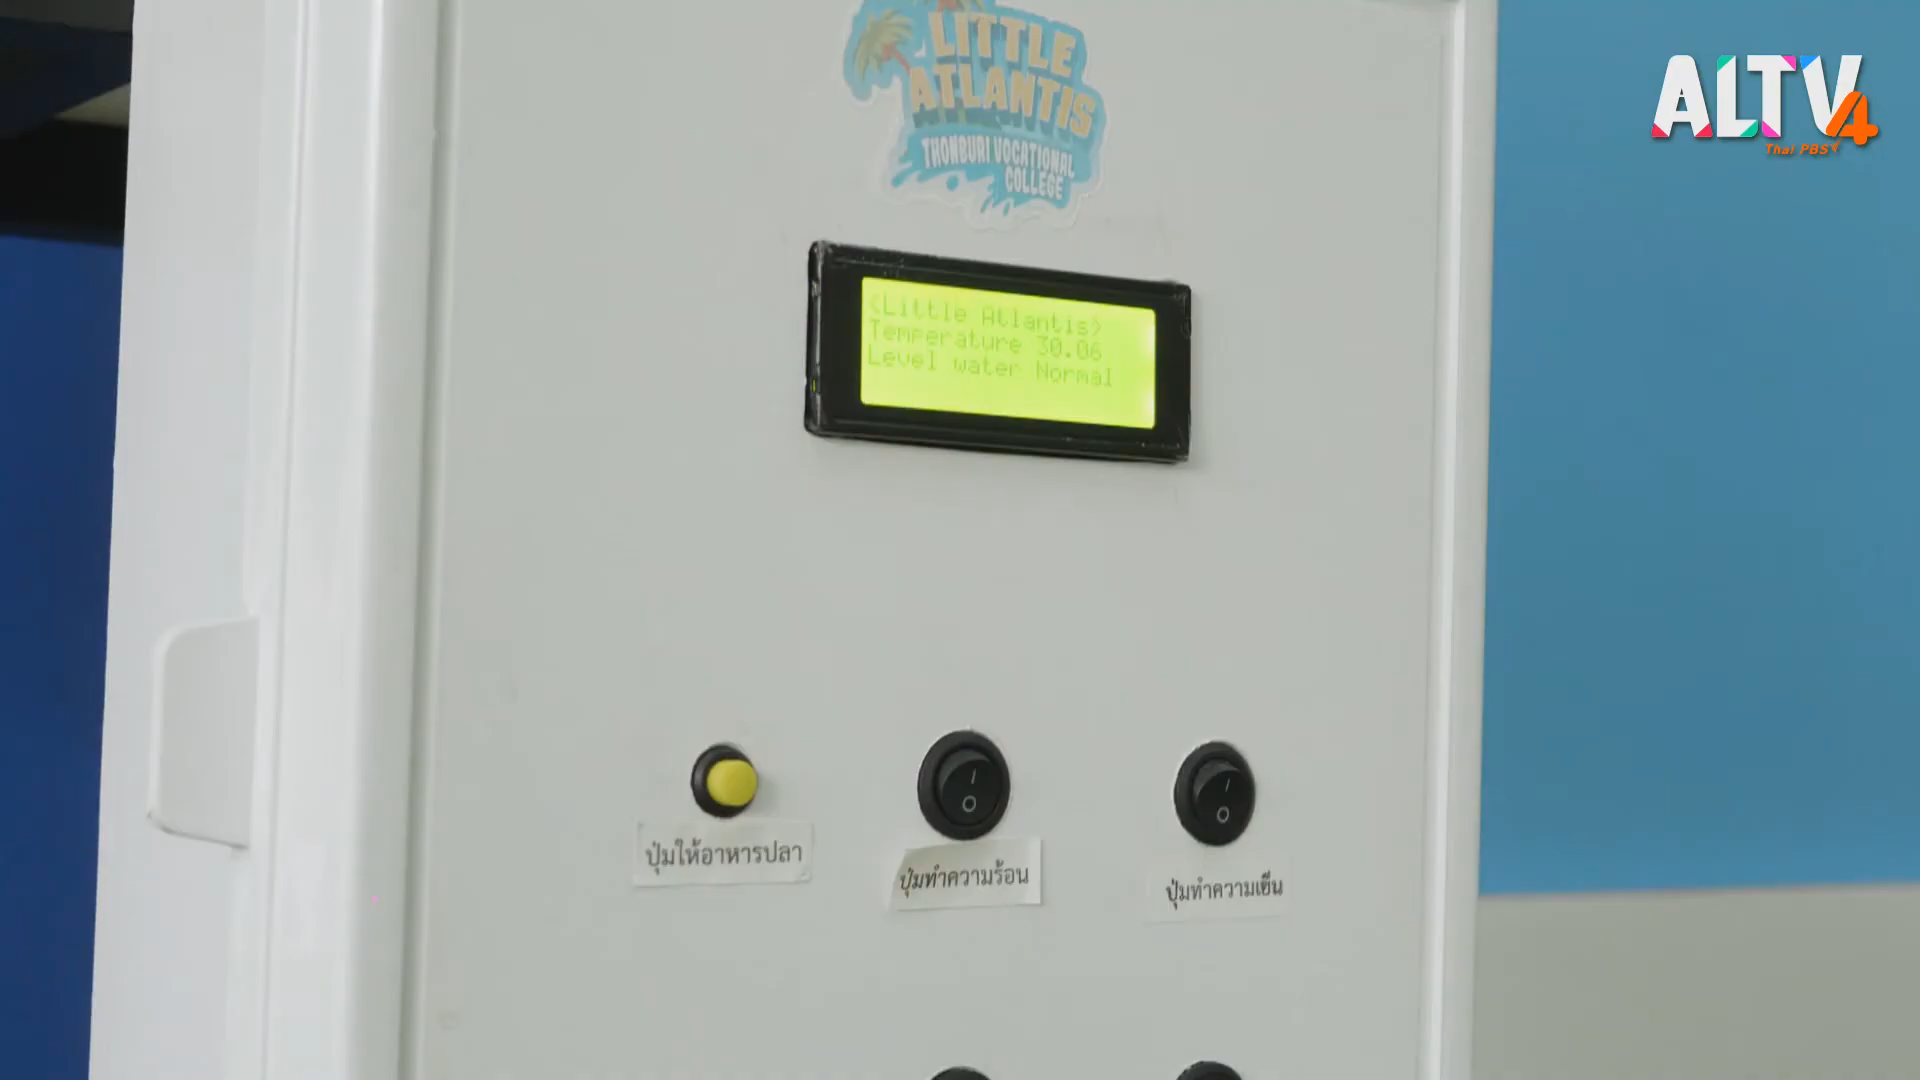 LITTLE
ATLANTIS
THONBURI VOCATIONAL
COLLEGE
ALTV4
Thai PBS
<Little Atlantis>
Temperature 30.06
Level water Normal
ปุ่มให้อาหารปลา
ปุ่มทำความร้อน
ปุ่มทำความเย็น